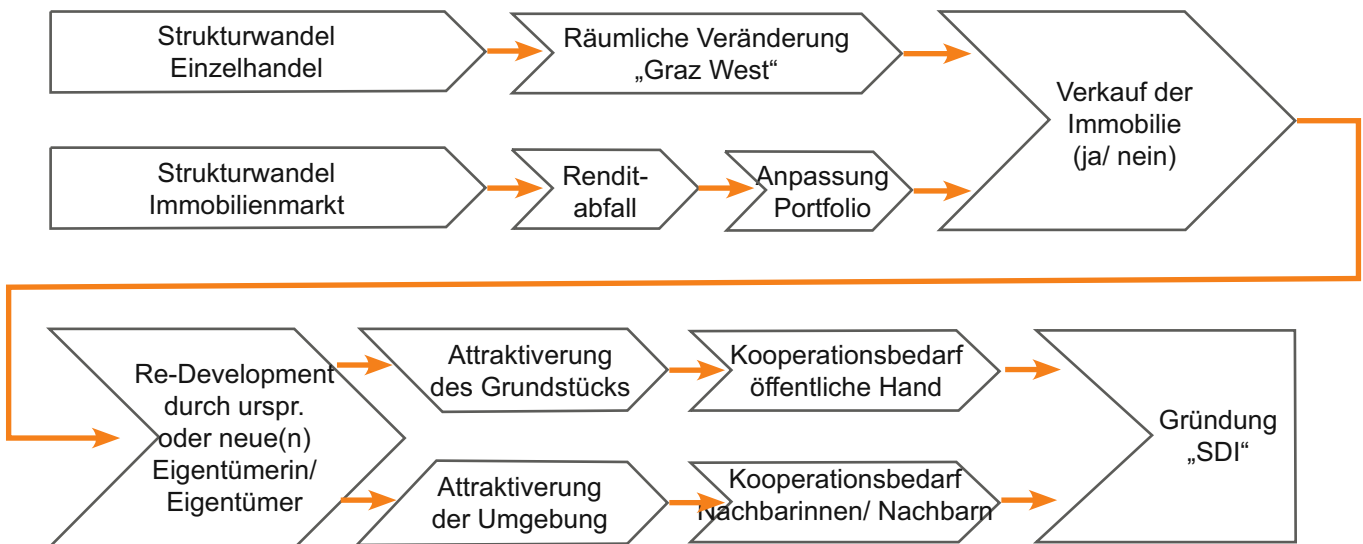 Strukturwandel
Einzelhandel
Räumliche Veränderung
„Graz West“
Verkauf der
Immobilie
(ja/ nein)
Strukturwandel
Immobilienmarkt
Rendit-
abfall
Anpassung
Portfolio
Re-Development
durch urspr.
oder neue(n)
Eigentümerin/
Eigentümer
Attraktiverung
des Grundstücks
Kooperationsbedarf
öffentliche Hand
Attraktiverung
der Umgebung
Kooperationsbedarf
Nachbarinnen/ Nachbarn
Gründung
„SDI“